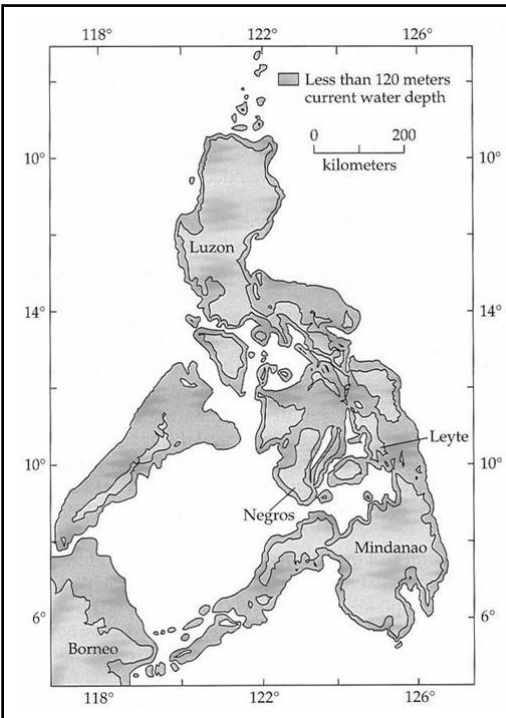 118° 122° 126°
Less than 120 meters
current water depth
0 200
kilometers
10° 10°
Luzon
14° 14°
Leyte
10° 10°
Negros
Mindanao
6° 6°
Borneo
118° 122° 126°